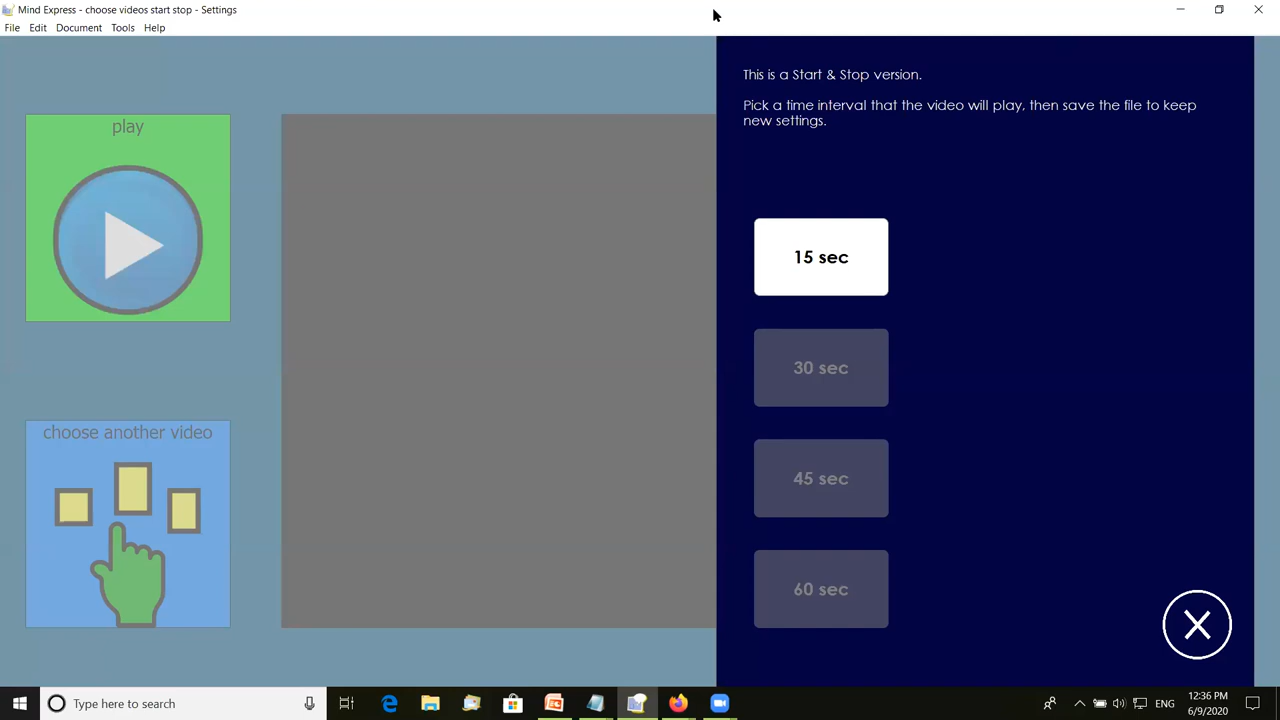 Mind Express - choose videos start stop - Settings
File Edit Document Tools Help
This is a Start & Stop version.
Pick a time interval that the video will play, then save the file to keep
new settings.
play
15 sec
30 sec
choose another video
45 sec
60 sec
Type here to search
ENG
12:36 PM
6/9/2020